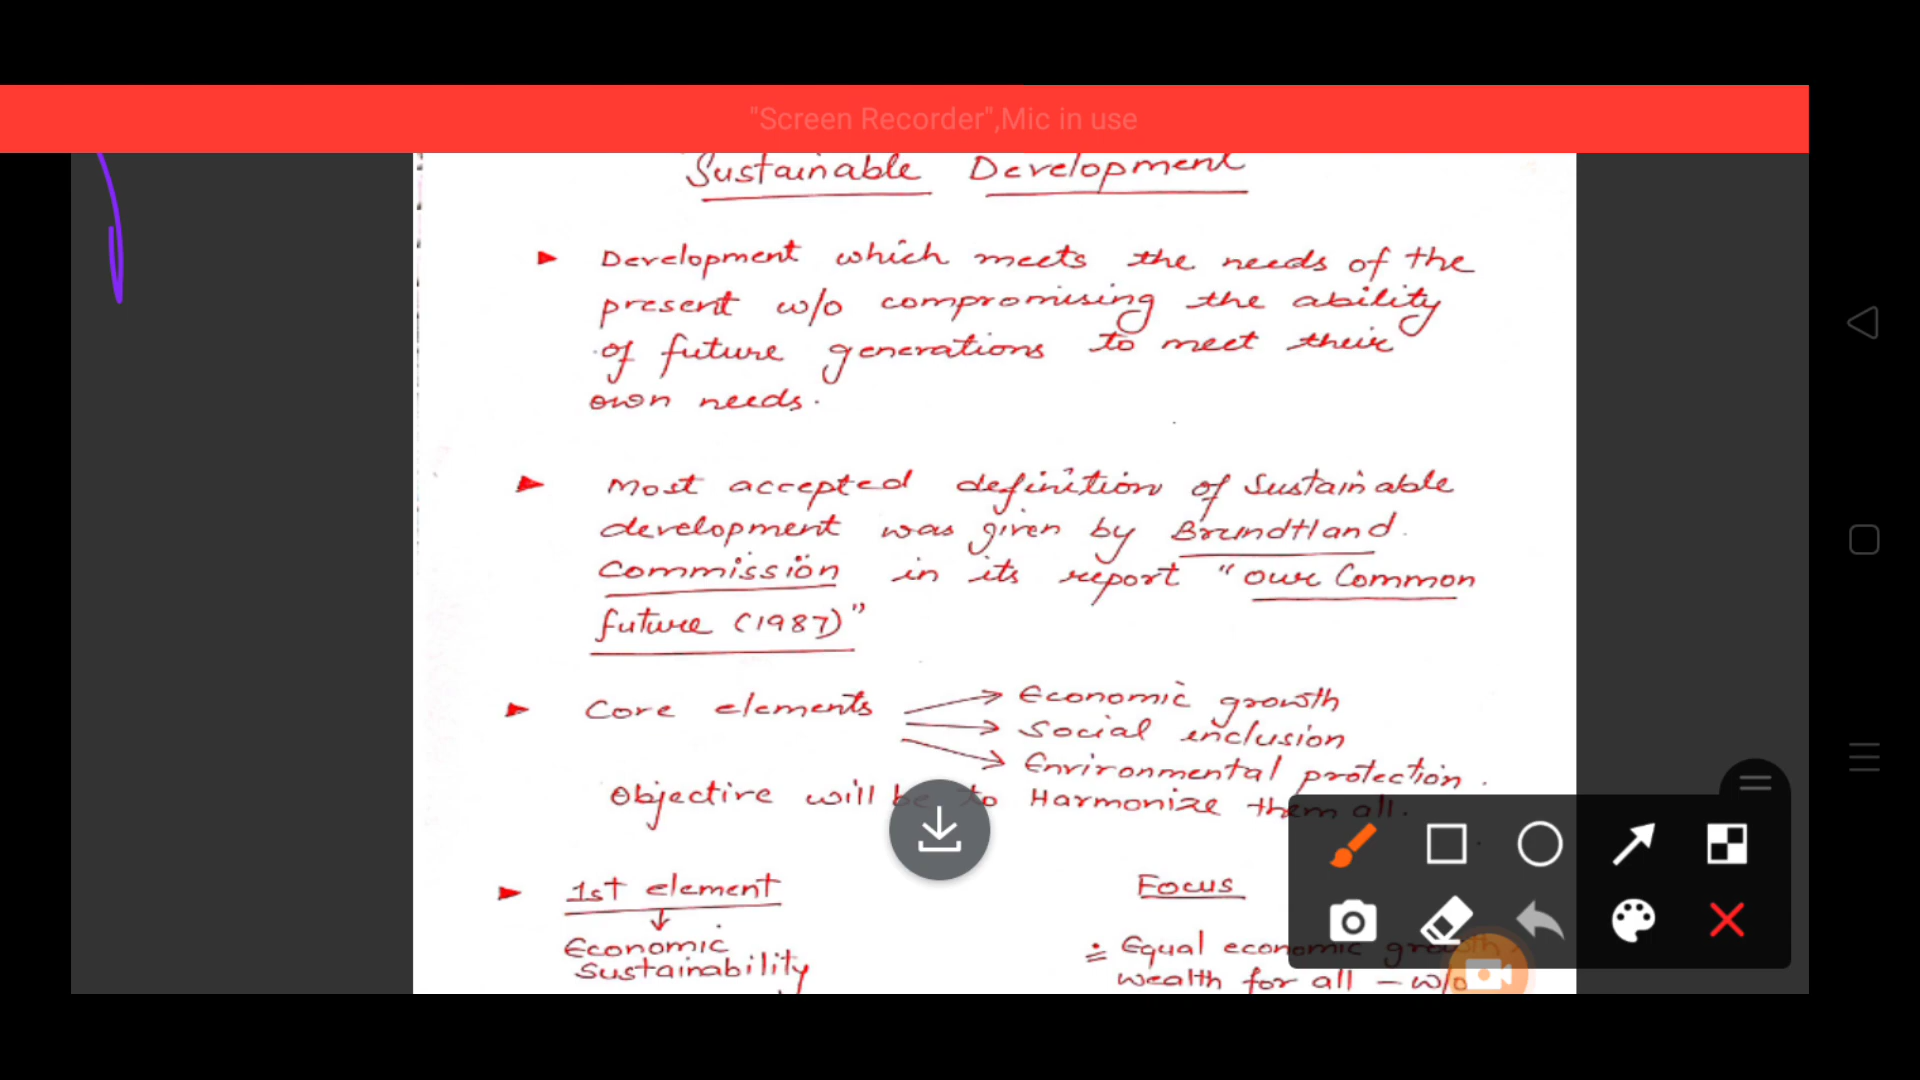 "Screen Recorder",Mic in use
Sustainable Development
Development which meets the needs of the
present w/o compromising the ability
of future generations to meet their
own needs.
Most accepted definition of Sustainable
development was given by Brundtland
Commission in its report "Our Common
future (1987)"
Core elements
Economic growth
Social inclusion
Environmental protection.
Objective will be to Harmonize them all.
1st element
Focus
Economic
Sustainability
Equal economic growth
wealth for all - w/o